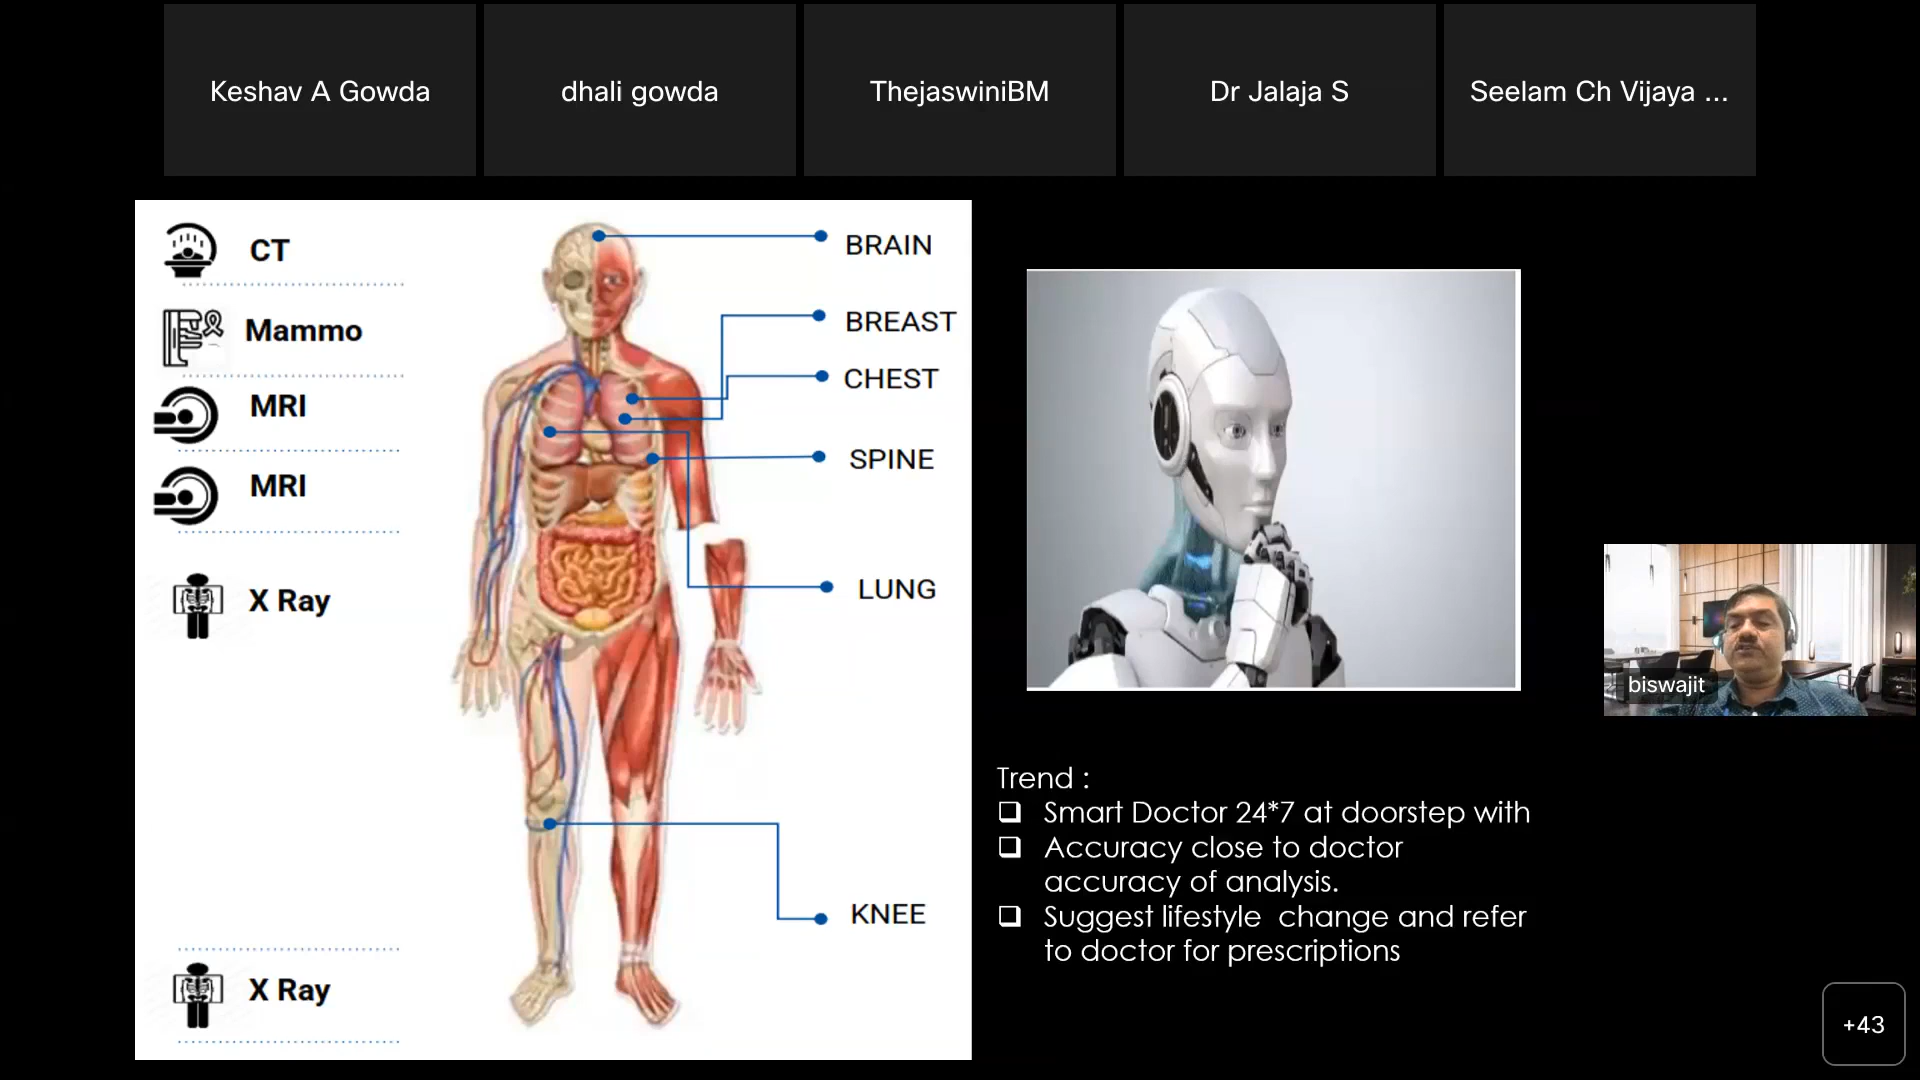 Keshav A Gowda
dhali gowda
ThejaswiniBM
Dr Jalaja S
Seelam Ch Vijaya ...
CT
Mammo
MRI
MRI
X Ray
X Ray
BRAIN
BREAST
CHEST
SPINE
LUNG
KNEE
Trend :
Smart Doctor 24*7 at doorstep with
Accuracy close to doctor
accuracy of analysis.
Suggest lifestyle change and refer
to doctor for prescriptions
biswajit
+43